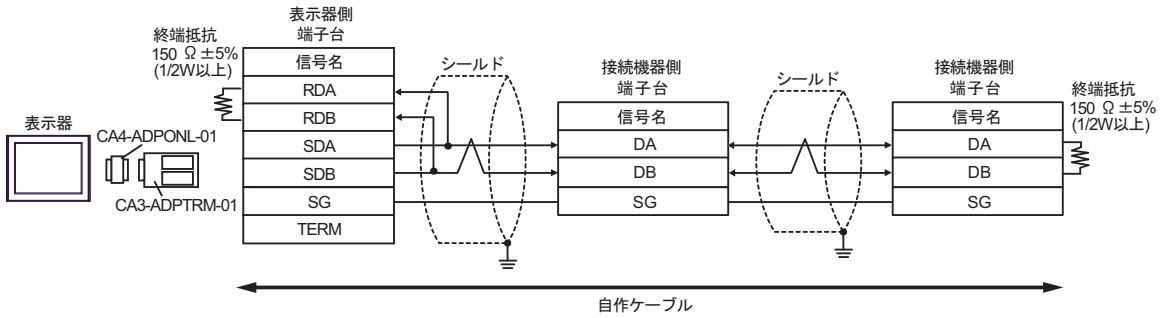 表示器
CA4-ADPONL-01
CA3-ADPTRM-01
終端抵抗
150 Ω ±5%
(1/2W以上)
表示器側
端子台
信号名
RDA
RDB
SDA
SDB
SG
TERM
シールド
接続機器側
端子台
信号名
DA
DB
SG
シールド
接続機器側
端子台
信号名
DA
DB
SG
終端抵抗
150 Ω ±5%
(1/2W以上)
自作ケーブル